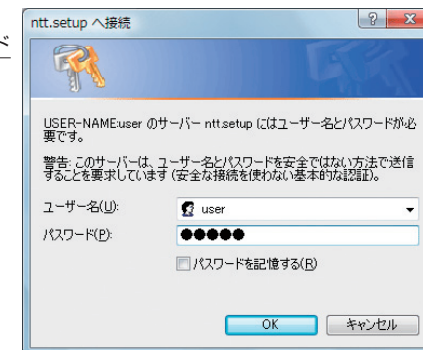 ntt.setup へ接続
ド
USER-NAME:user のサーバー ntt.setup にはユーザー名とパスワードが必
要です。
警告: このサーバーは、ユーザー名とパスワードを安全ではない方法で送信
することを要求しています (安全な接続を使わない基本的な認証)。
ユーザー名(U):
user
パスワード(P):
●●●●●
パスワードを記憶する(R)
OK
キャンセル